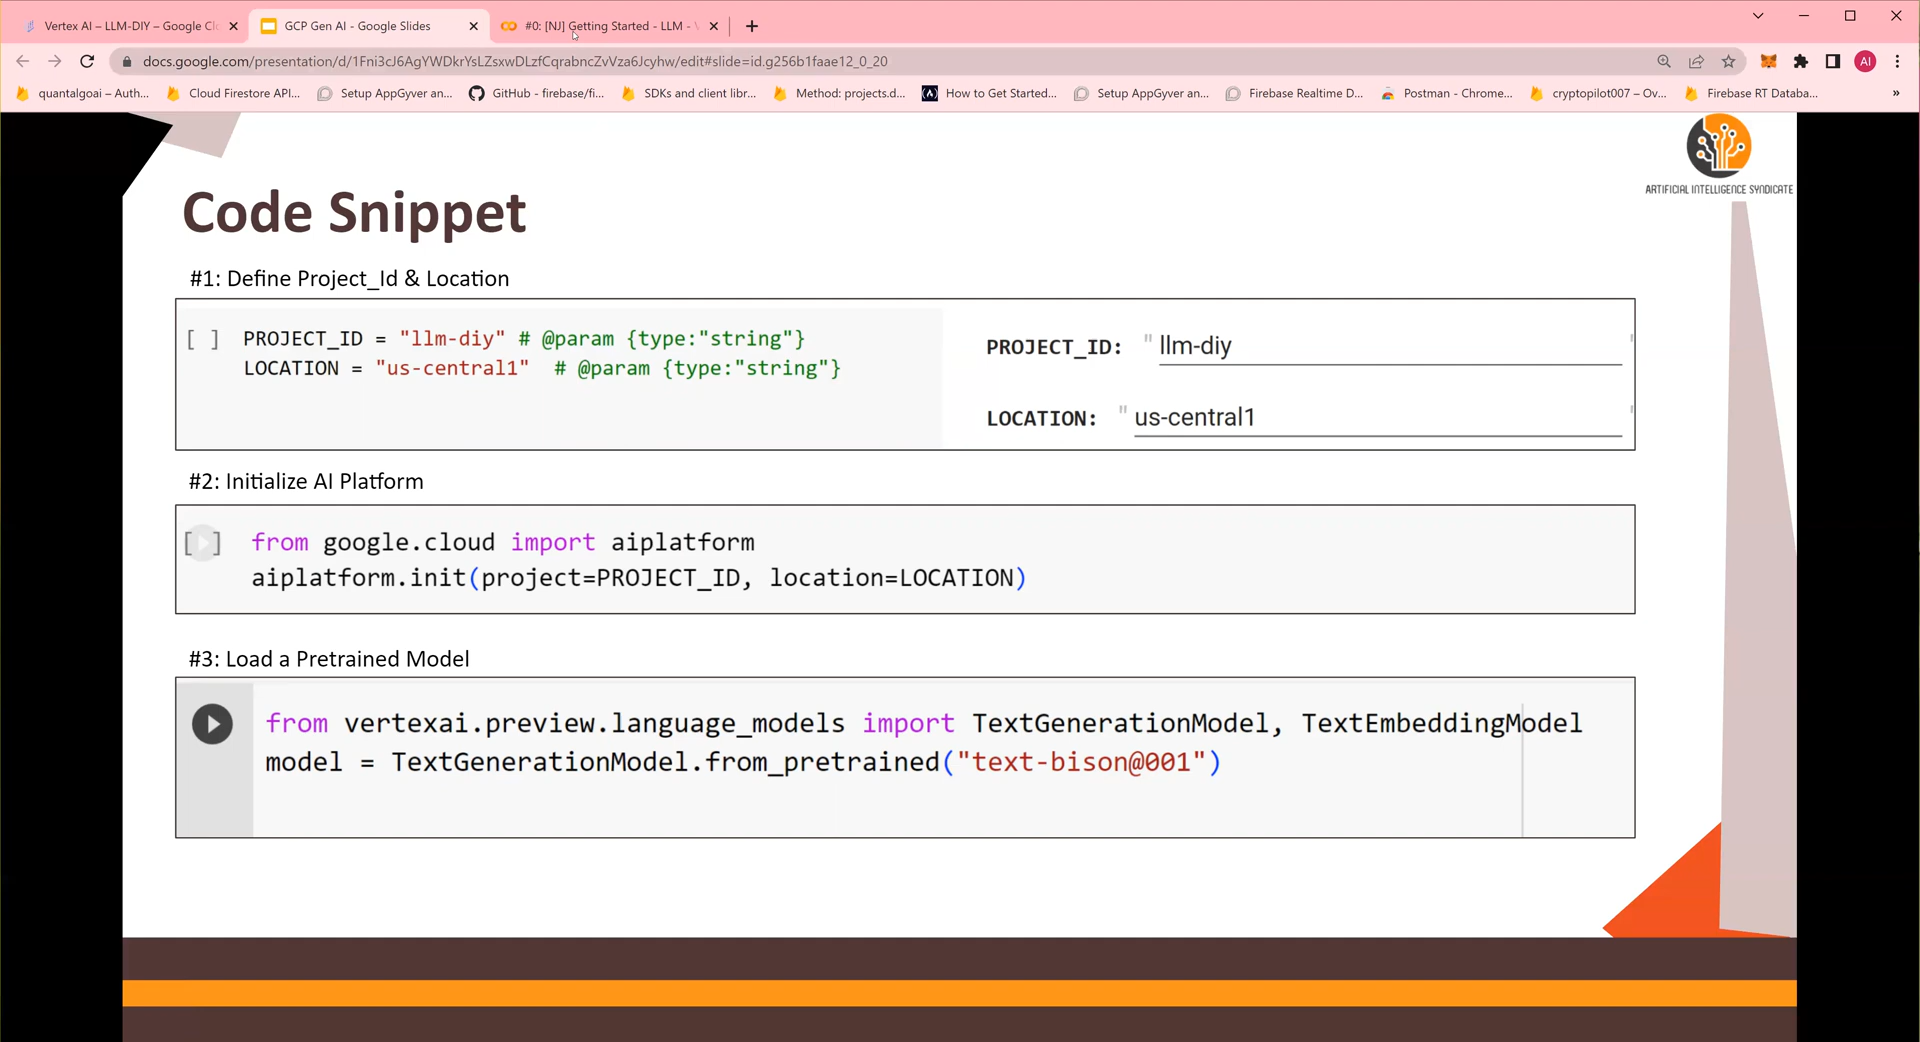 Vertex AI – LLM-DIY – Google Clo
GCP Gen AI - Google Slides
#0: [NJ] Getting Started - LLM -
docs.google.com/presentation/d/1Fni3cJ6AgYWDkrYsLZsxwDLzfCqrabncZvVza6Jcyhw/edit#slide=id.g256b1faae12_0_20
AI
quantalgoai – Auth...
Cloud Firestore API...
Setup AppGyver an...
GitHub - firebase/fi...
SDKs and client libr...
Method: projects.d...
How to Get Started...
Setup AppGyver an...
Firebase Realtime D...
Postman - Chrome...
cryptopilot007 – Ov...
Firebase RT Databa...
»
ARTIFICIAL INTELLIGENCE SYNDICATE
Code Snippet
#1: Define Project_Id & Location
[ ] PROJECT_ID = "llm-diy" # @param {type:"string"}
LOCATION = "us-central1" # @param {type:"string"}
PROJECT_ID: " llm-diy "
LOCATION: " us-central1 "
#2: Initialize AI Platform
[ ] from google.cloud import aiplatform
aiplatform.init(project=PROJECT_ID, location=LOCATION)
#3: Load a Pretrained Model
from vertexai.preview.language_models import TextGenerationModel, TextEmbeddingModel
model = TextGenerationModel.from_pretrained("text-bison@001")